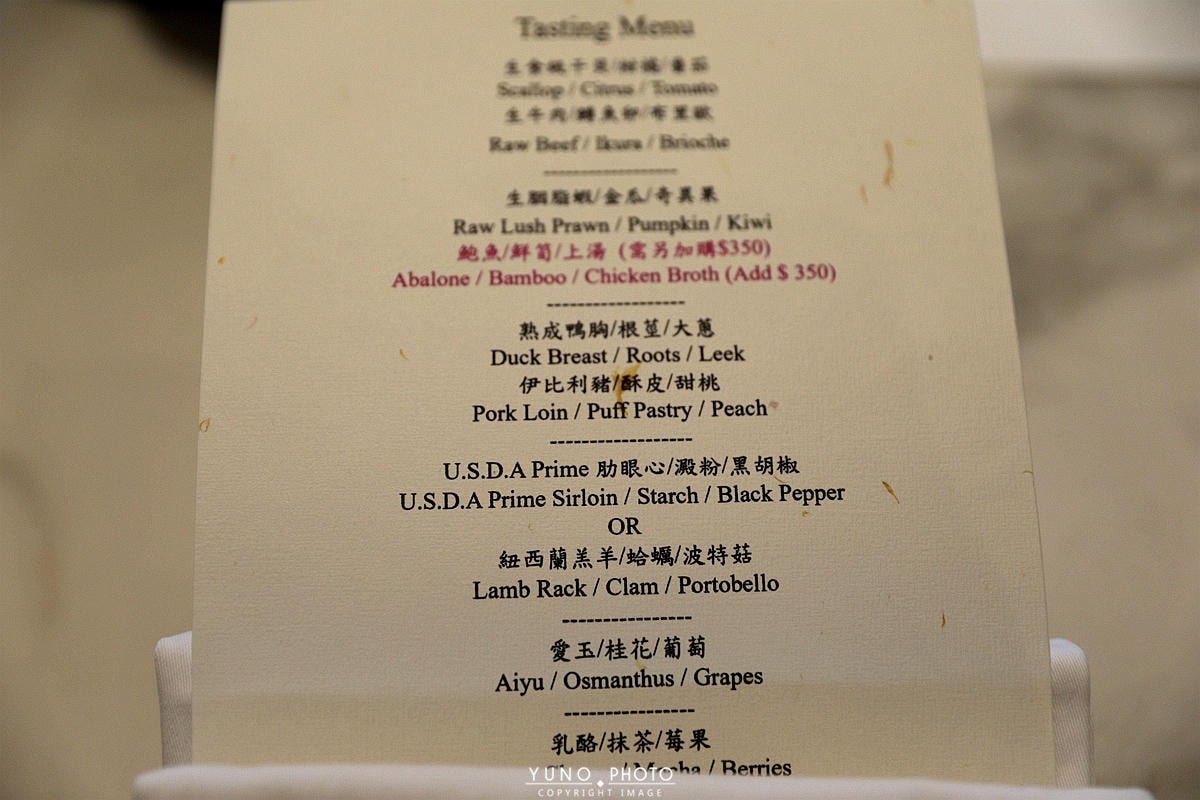 Tasting Menu
生食級干貝/柑橘/蕃茄
Scallop / Citrus / Tomato
生牛肉/鱒魚卵/布里歐
Raw Beef / Ikura / Brioche
-----------------
生胭脂蝦/金瓜/奇異果
Raw Lush Prawn / Pumpkin / Kiwi
鮑魚/鮮筍/上湯 (需另加購$350)
Abalone / Bamboo / Chicken Broth (Add $ 350)
-----------------
熟成鴨胸/根莖/大蔥
Duck Breast / Roots / Leek
伊比利豬/酥皮/甜桃
Pork Loin / Puff Pastry / Peach
------------------
U.S.D.A Prime 肋眼心/澱粉/黑胡椒
U.S.D.A Prime Sirloin / Starch / Black Pepper
OR
紐西蘭羔羊/蛤蠣/波特菇
Lamb Rack / Clam / Portobello
----------------
愛玉/桂花/葡萄
Aiyu / Osmanthus / Grapes
----------------
乳酪/抹茶/莓果
/ Berries
YUNO PHOTO
COPYRIGHT IMAGE